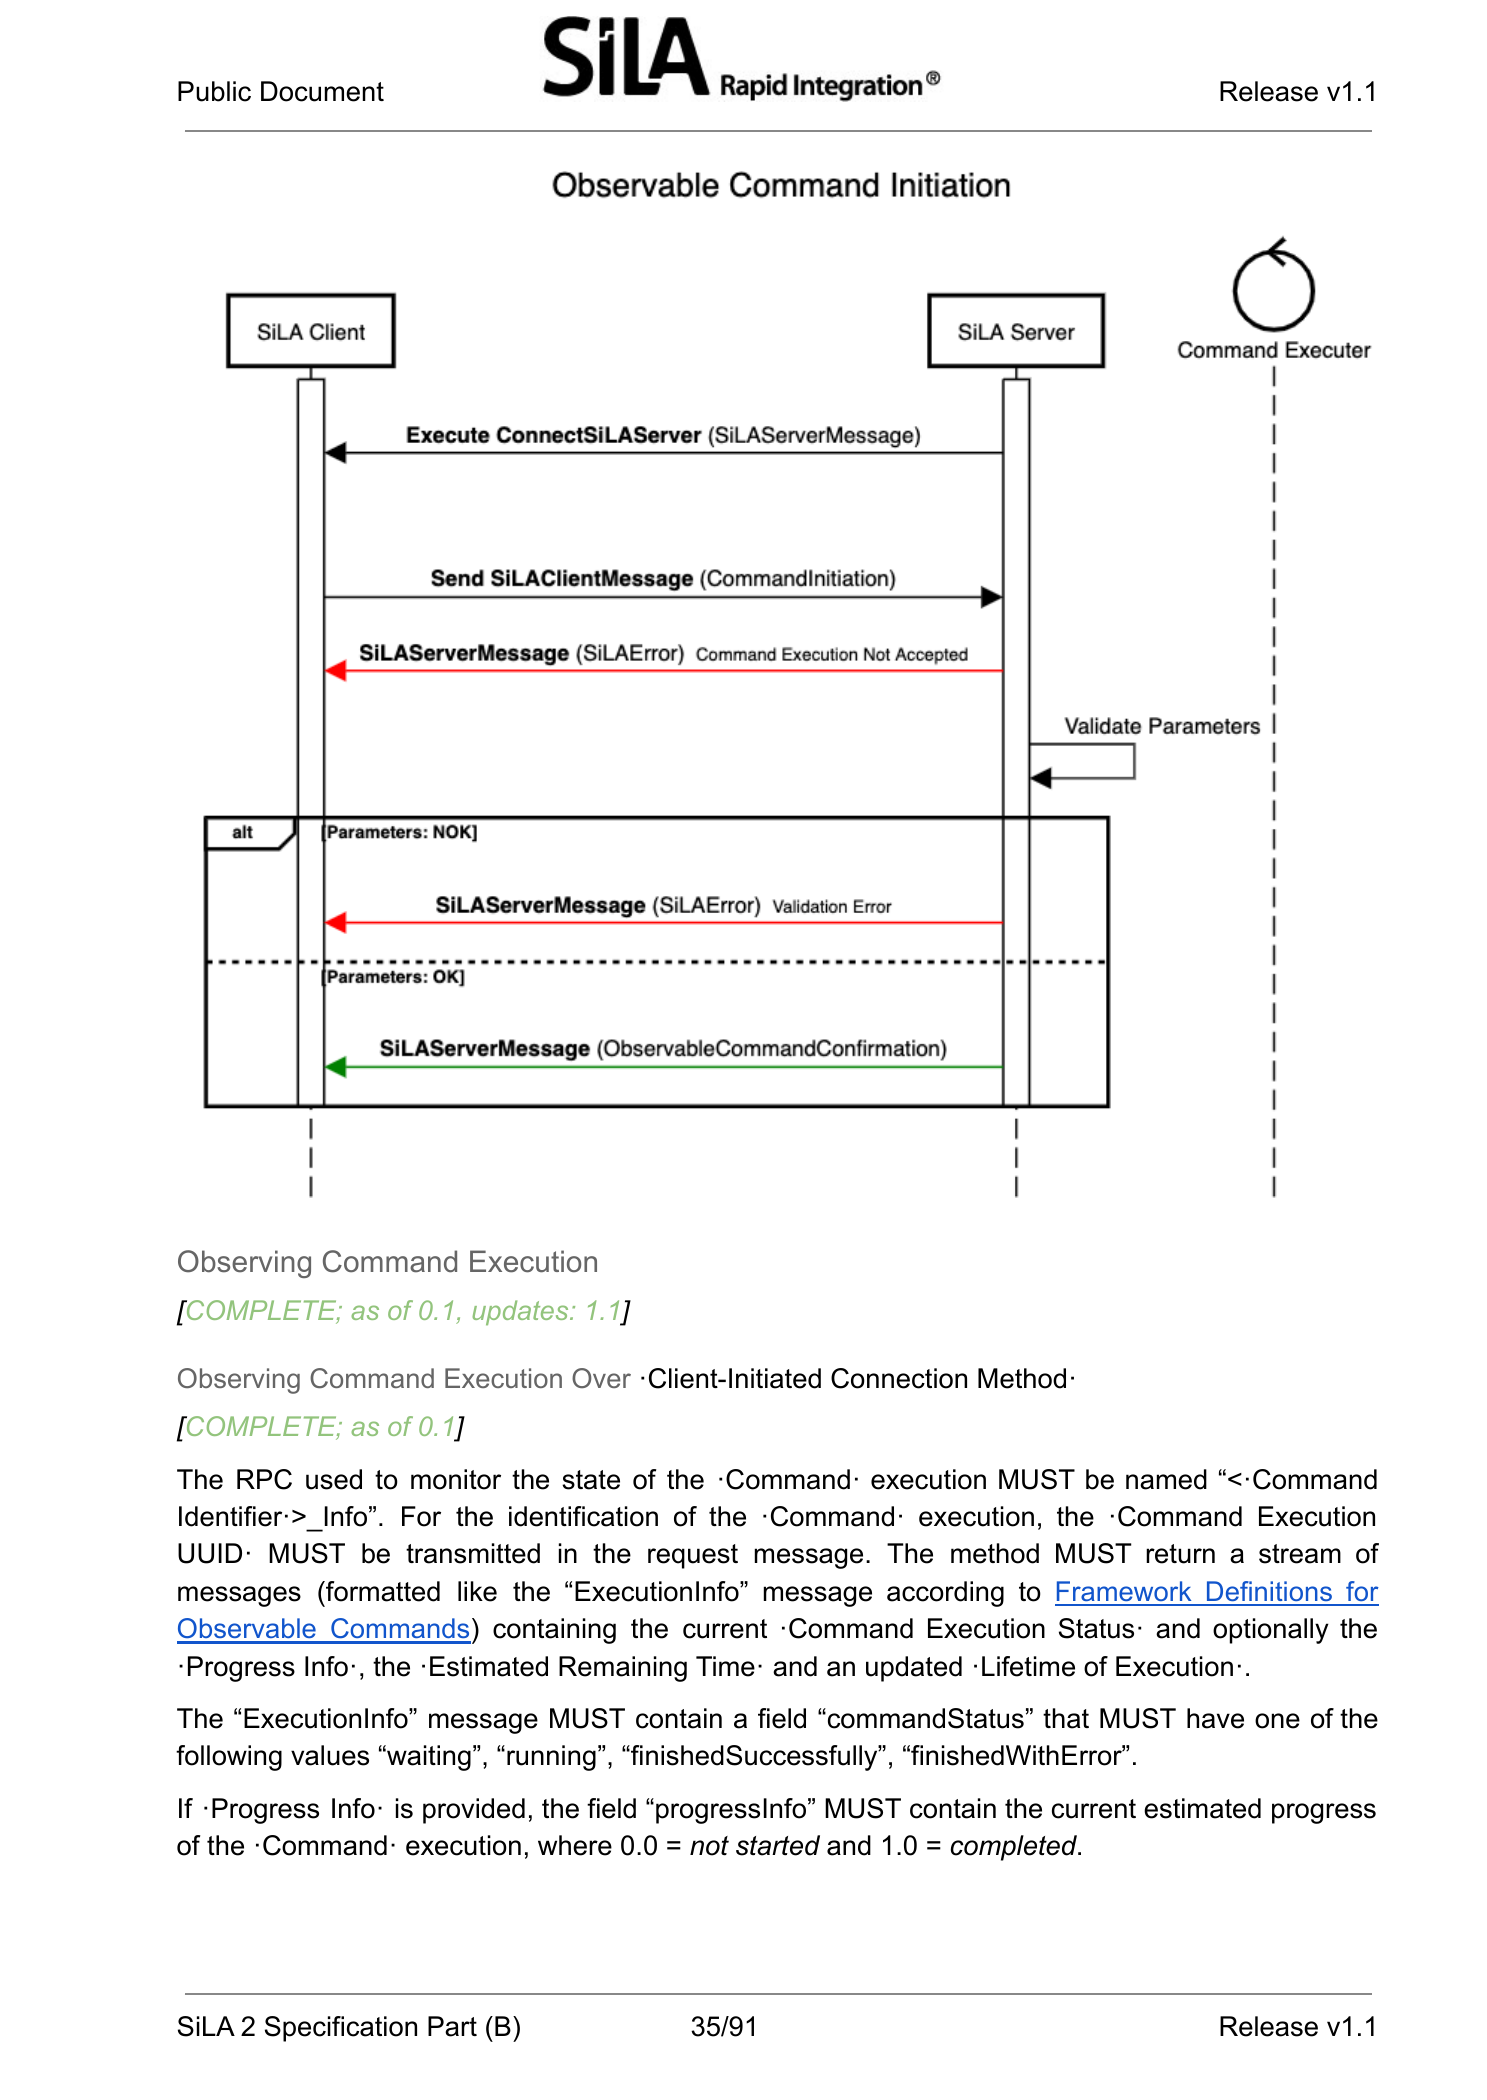 Public Document
SiLA Rapid Integration®
Release v1.1
Observable Command Initiation
SiLA Client
SiLA Server
Command Executer
Execute ConnectSiLAServer (SiLAServerMessage)
Send SiLAClientMessage (CommandInitiation)
SiLAServerMessage (SiLAError) Command Execution Not Accepted
Validate Parameters
alt
[Parameters: NOK]
SiLAServerMessage (SiLAError) Validation Error
[Parameters: OK]
SiLAServerMessage (ObservableCommandConfirmation)
Observing Command Execution
[COMPLETE; as of 0.1, updates: 1.1]
Observing Command Execution Over ·Client-Initiated Connection Method·
[COMPLETE; as of 0.1]
The RPC used to monitor the state of the ·Command· execution MUST be named “<·Command
Identifier·>_Info”. For the identification of the ·Command· execution, the ·Command Execution
UUID· MUST be transmitted in the request message. The method MUST return a stream of
messages (formatted like the “ExecutionInfo” message according to Framework Definitions for
Observable Commands) containing the current ·Command Execution Status· and optionally the
·Progress Info·, the ·Estimated Remaining Time· and an updated ·Lifetime of Execution·.
The “ExecutionInfo” message MUST contain a field “commandStatus” that MUST have one of the
following values “waiting”, “running”, “finishedSuccessfully”, “finishedWithError”.
If ·Progress Info· is provided, the field “progressInfo” MUST contain the current estimated progress
of the ·Command· execution, where 0.0 = not started and 1.0 = completed.
SiLA 2 Specification Part (B)
35/91
Release v1.1